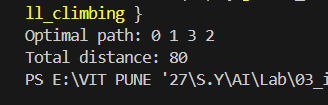 ll_climbing }
Optimal path: 0 1 3 2
Total distance: 80
PS E:\VIT PUNE '27\S.Y\AI\Lab\03_i